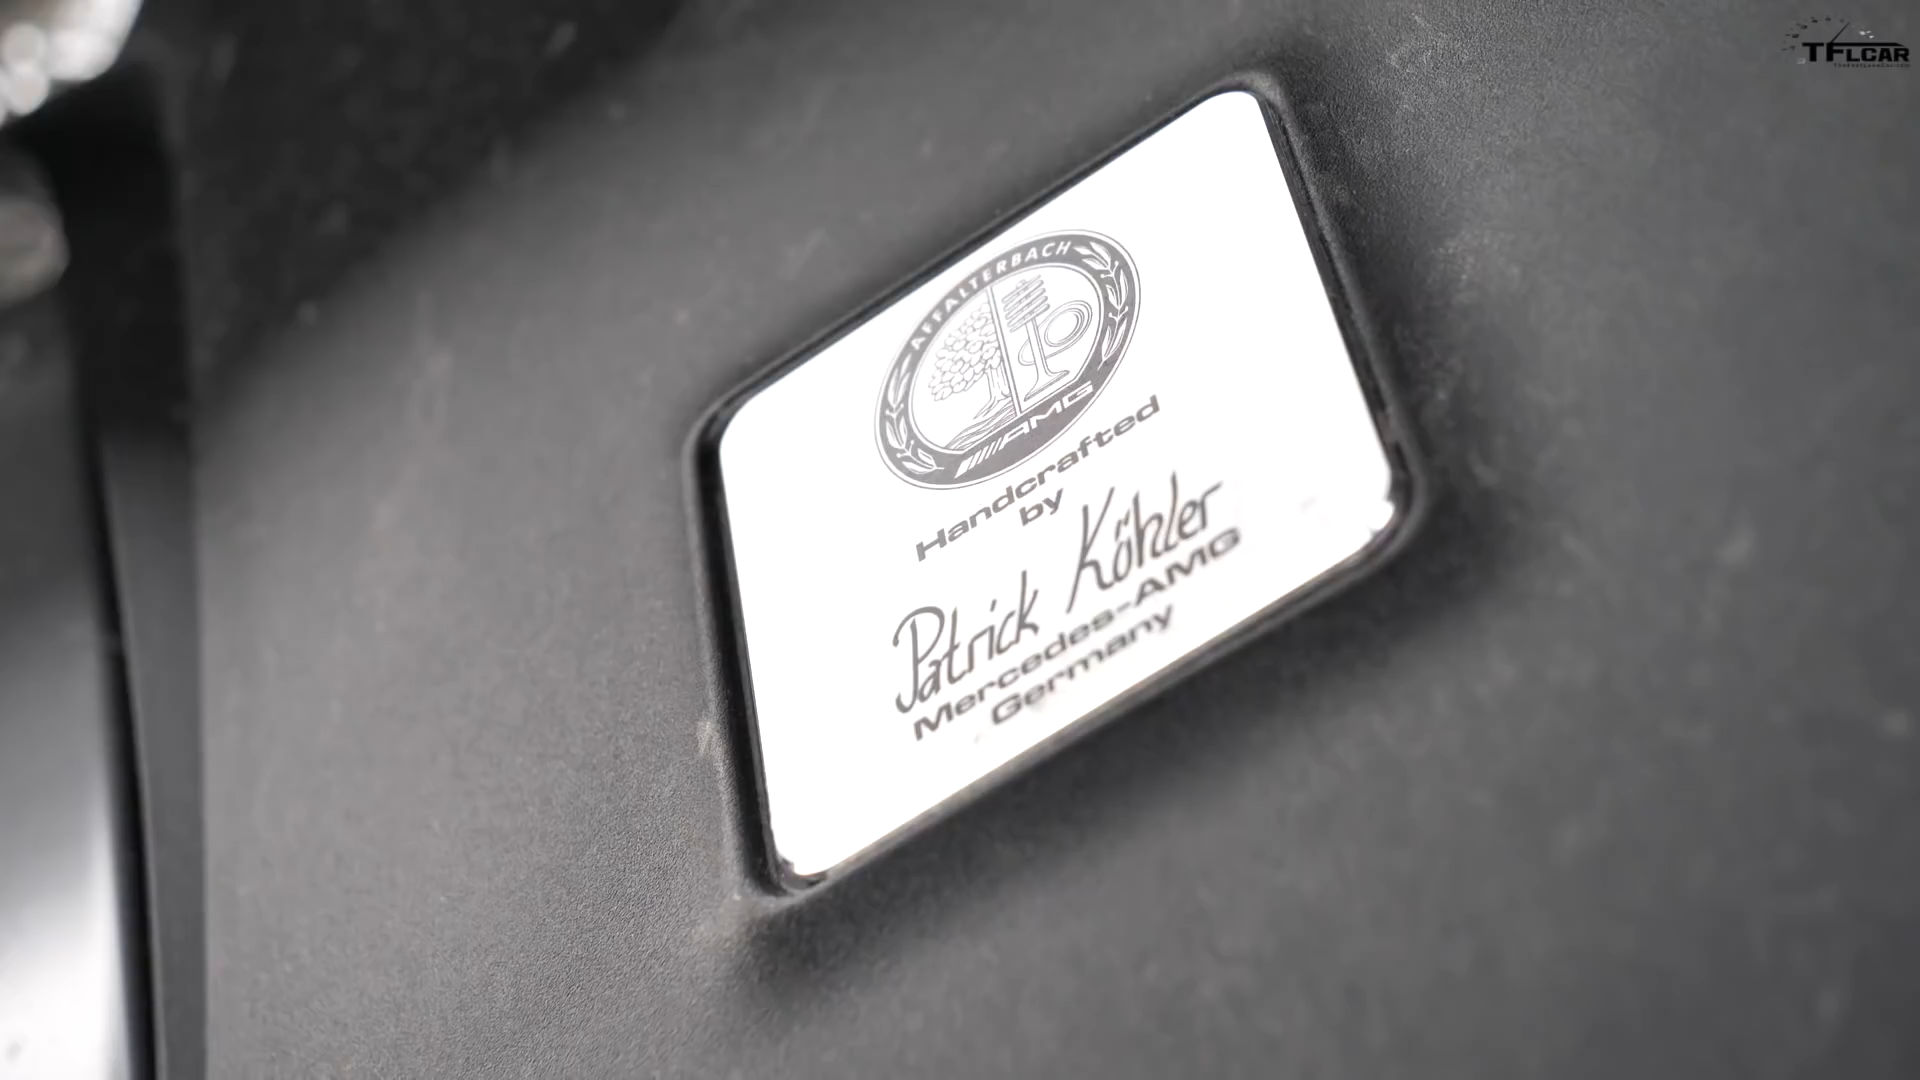 TFLCAR
AFFALTERBACH
AMG
Handcrafted
by
Patrick Köhler
Mercedes-AMG
Germany